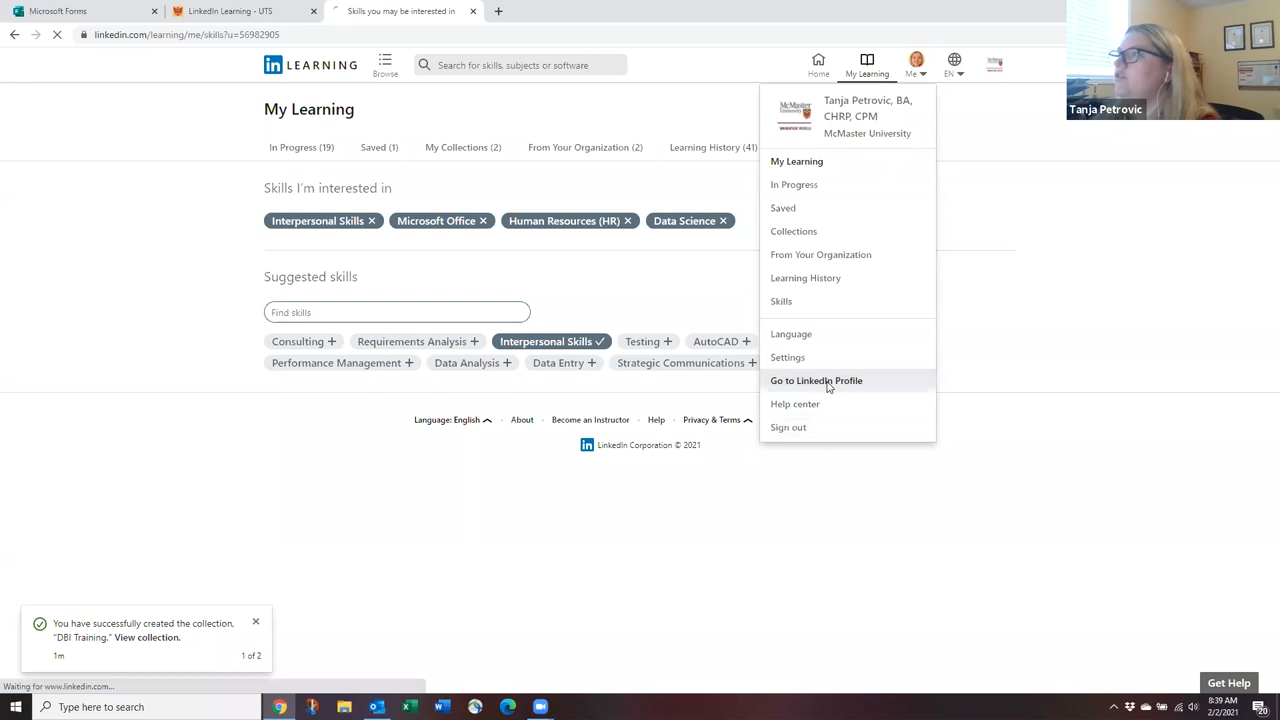 Microsoft Forms
LinkedIn Learning - UTS
Skills you may be interested in
linkedin.com/learning/me/skills?u=56982905
in LEARNING
Browse
Search for skills, subjects or software
Home
My Learning
Me
EN
Tanja Petrovic
My Learning
In Progress (19)
Saved (1)
My Collections (2)
From Your Organization (2)
Learning History (41)
Skills I'm interested in
Interpersonal Skills
Microsoft Office
Human Resources (HR)
Data Science
Suggested skills
Find skills
Consulting
Requirements Analysis
Interpersonal Skills
Testing
AutoCAD
Performance Management
Data Analysis
Data Entry
Strategic Communications
McMaster
University
BRIGHTER WORLD
Tanja Petrovic, BA,
CHRP, CPM
McMaster University
My Learning
In Progress
Saved
Collections
From Your Organization
Learning History
Skills
Language
Settings
Go to LinkedIn Profile
Help center
Sign out
Language: English
About
Become an Instructor
Help
Privacy & Terms
in LinkedIn Corporation © 2021
You have successfully created the collection,
"DBI Training." View collection.
1m
1 of 2
Waiting for www.linkedin.com...
Get Help
Type here to search
8:39 AM
2/2/2021
20